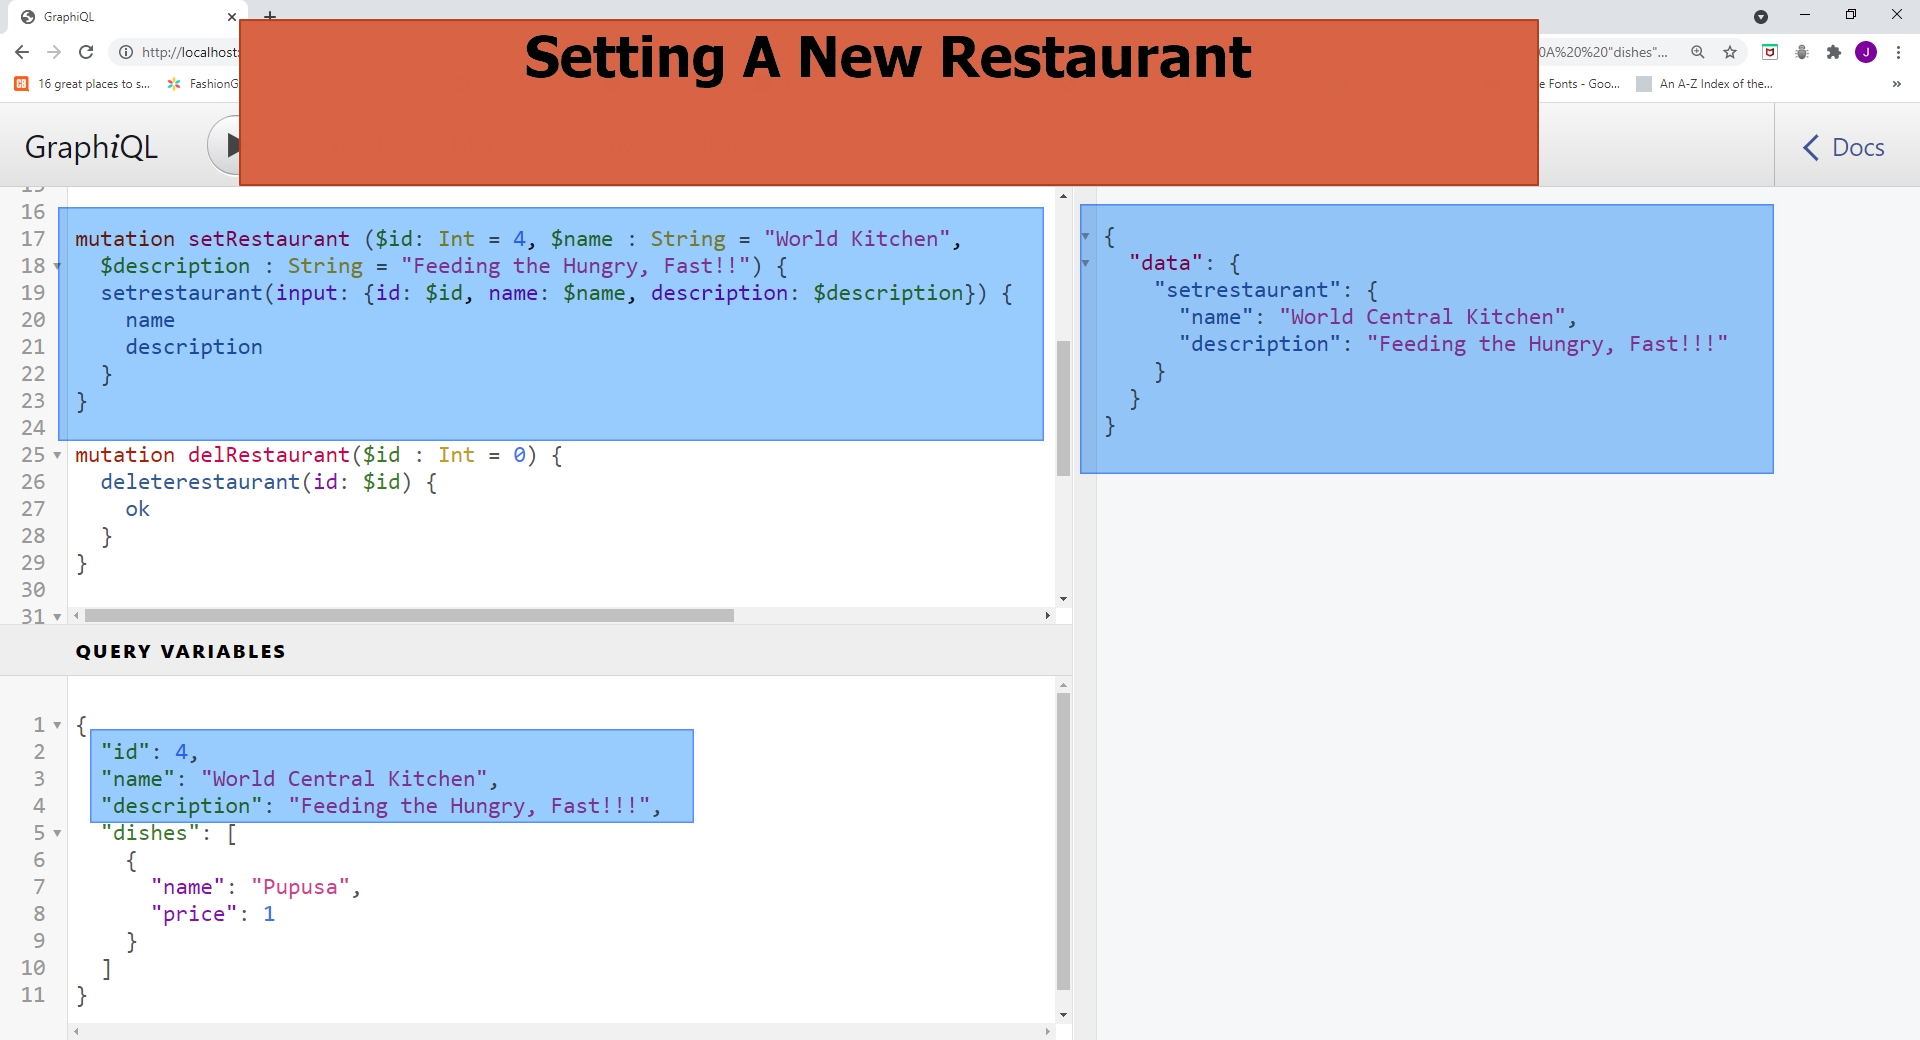 GraphiQL
http://localhost:
Setting A New Restaurant
0A%20%20"dishes"...
J
16 great places to s...
FashionG
e Fonts - Goo...
An A-Z Index of the...
»
GraphiQL
Docs
15
16
17 mutation setRestaurant ($id: Int = 4, $name : String = "World Kitchen",
18 $description : String = "Feeding the Hungry, Fast!!") {
19 setrestaurant(input: {id: $id, name: $name, description: $description}) {
20 name
21 description
22 }
23 }
24
25 mutation delRestaurant($id : Int = 0) {
26 deleterestaurant(id: $id) {
27 ok
28 }
29 }
30
31
{
"data": {
"setrestaurant": {
"name": "World Central Kitchen",
"description": "Feeding the Hungry, Fast!!!"
}
}
}
QUERY VARIABLES
1 {
2 "id": 4,
3 "name": "World Central Kitchen",
4 "description": "Feeding the Hungry, Fast!!!",
5 "dishes": [
6 {
7 "name": "Pupusa",
8 "price": 1
9 }
10 ]
11 }